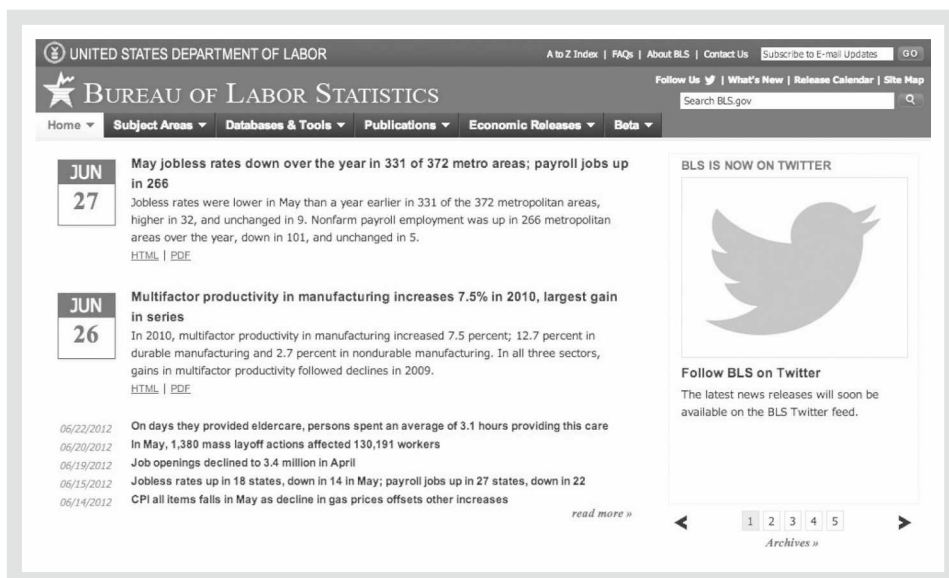 UNITED STATES DEPARTMENT OF LABOR
A to Z Index | FAQs | About BLS | Contact Us Subscribe to E-mail Updates GO
Follow Us | What's New | Release Calendar | Site Map
BUREAU OF LABOR STATISTICS
Search BLS.gov
Home Subject Areas Databases & Tools Publications Economic Releases Beta
JUN
27
May jobless rates down over the year in 331 of 372 metro areas; payroll jobs up
in 266
Jobless rates were lower in May than a year earlier in 331 of the 372 metropolitan areas,
higher in 32, and unchanged in 9. Nonfarm payroll employment was up in 266 metropolitan
areas over the year, down in 101, and unchanged in 5.
HTML | PDF
JUN
26
Multifactor productivity in manufacturing increases 7.5% in 2010, largest gain
in series
In 2010, multifactor productivity in manufacturing increased 7.5 percent; 12.7 percent in
durable manufacturing and 2.7 percent in nondurable manufacturing. In all three sectors,
gains in multifactor productivity followed declines in 2009.
HTML | PDF
06/22/2012 On days they provided eldercare, persons spent an average of 3.1 hours providing this care
06/20/2012 In May, 1,380 mass layoff actions affected 130,191 workers
06/19/2012 Job openings declined to 3.4 million in April
06/15/2012 Jobless rates up in 18 states, down in 14 in May; payroll jobs up in 27 states, down in 22
06/14/2012 CPI all items falls in May as decline in gas prices offsets other increases
read more »
BLS IS NOW ON TWITTER
Follow BLS on Twitter
The latest news releases will soon be
available on the BLS Twitter feed.
1 2 3 4 5
Archives »